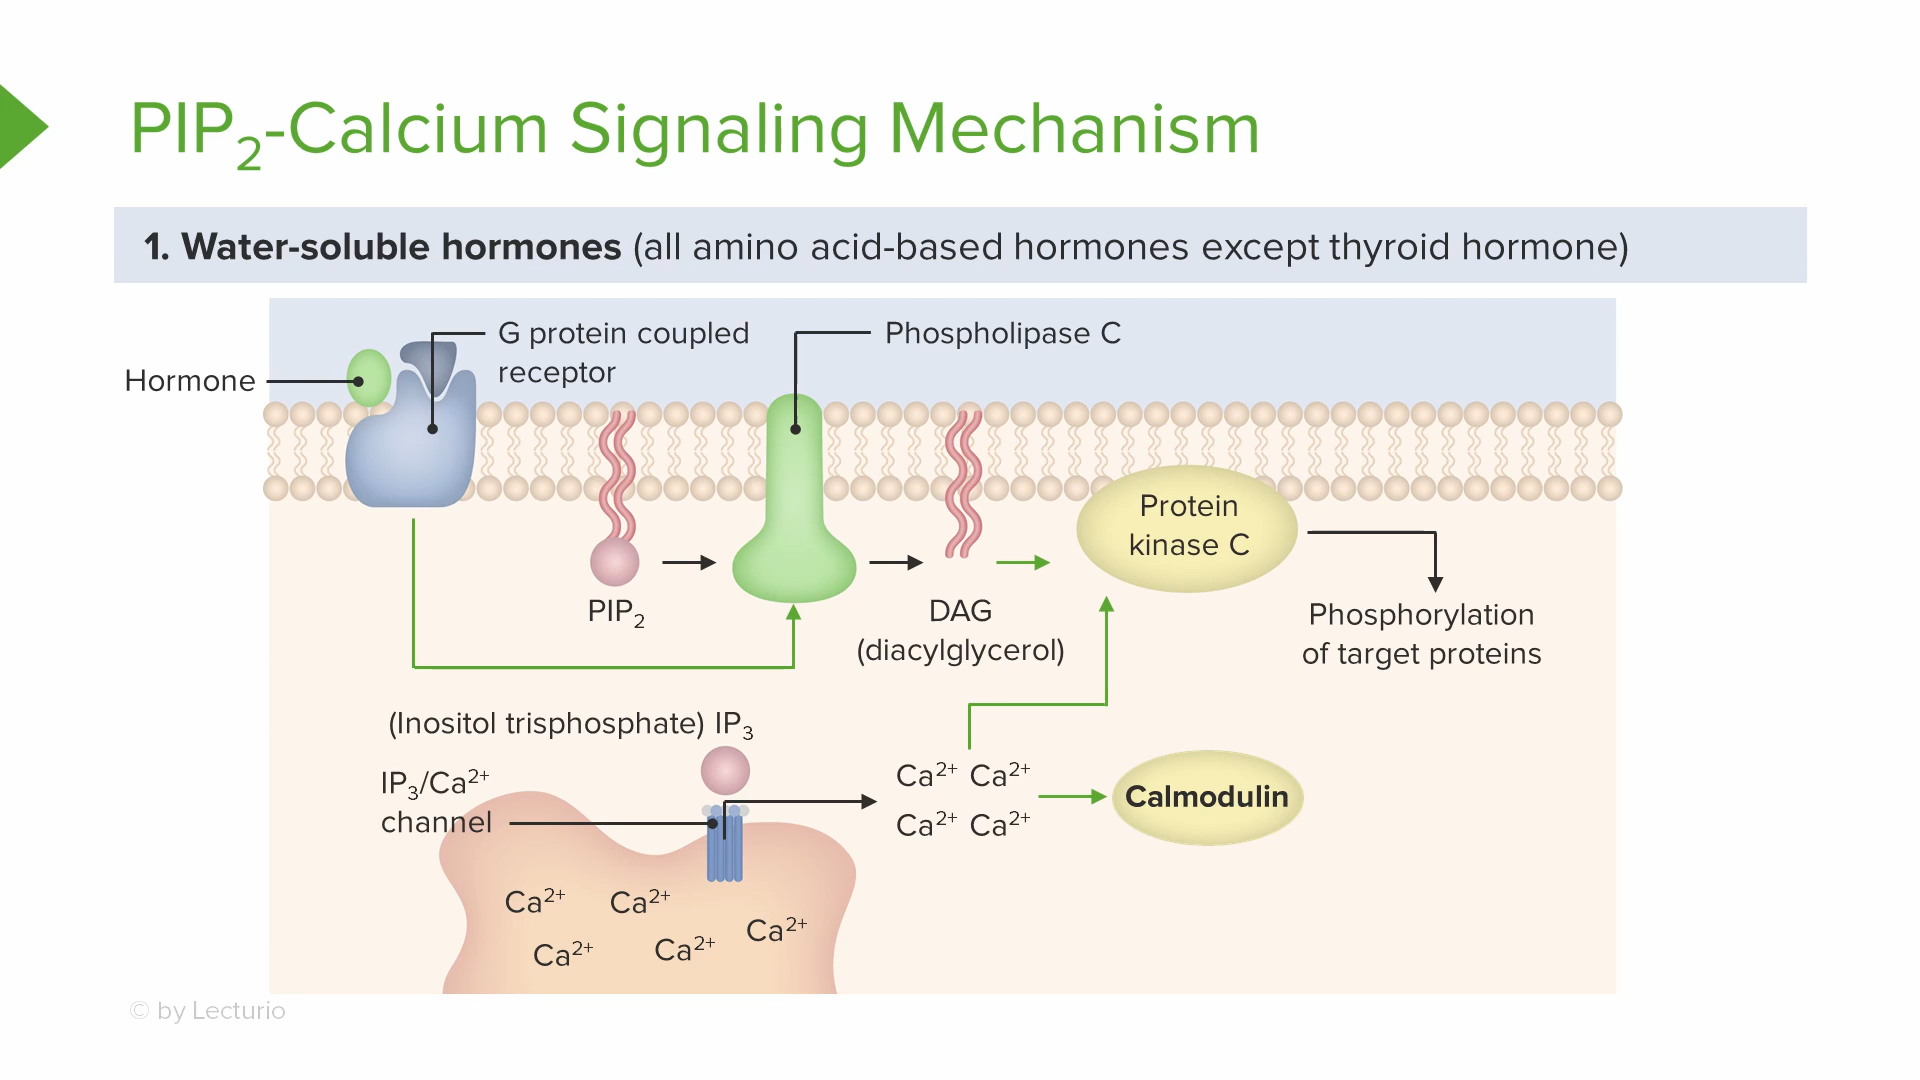 PIP₂-Calcium Signaling Mechanism
1. Water-soluble hormones (all amino acid-based hormones except thyroid hormone)
G protein coupled
receptor
Phospholipase C
Hormone
Protein
kinase C
PIP₂
DAG
(diacylglycerol)
Phosphorylation
of target proteins
(Inositol trisphosphate) IP₃
IP₃/Ca²⁺
channel
Ca²⁺ Ca²⁺
Ca²⁺ Ca²⁺
Calmodulin
Ca²⁺ Ca²⁺
Ca²⁺
Ca²⁺ Ca²⁺
© by Lecturio